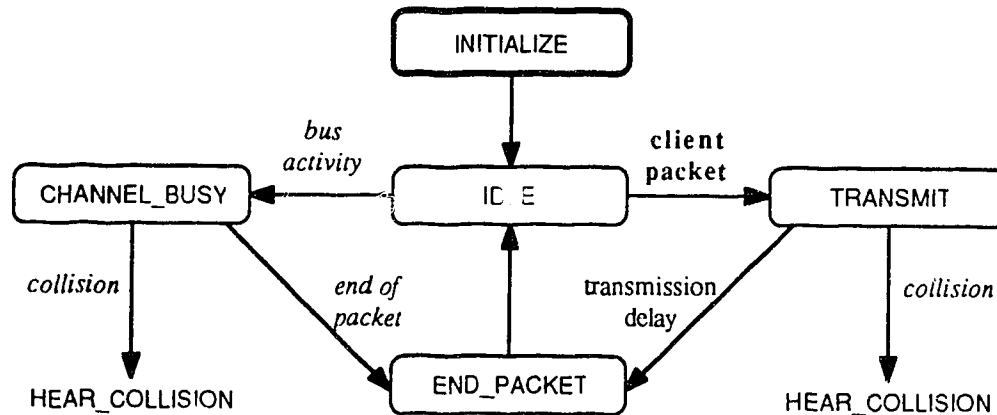 INITIALIZE
bus
activity
client
packet
CHANNEL_BUSY
TRANSMIT
collision
end of
packet
transmission
delay
collision
HEAR_COLLISION
END_PACKET
HEAR_COLLISION